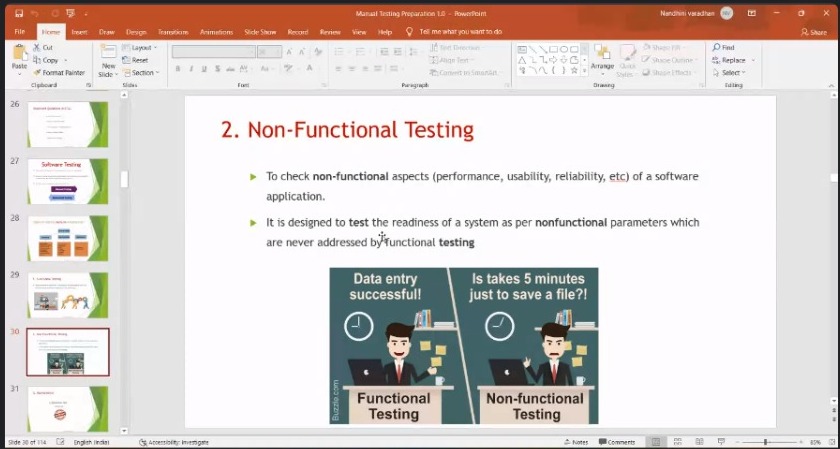 Manual Testing Preparation 1.0 - PowerPoint
Nandhini varadhan
File Home Insert Draw Design Transitions Animations Slide Show Record Review View Help Tell me what you want to do Share
Paste
Cut
Copy
Format Painter
Clipboard
New
Slide
Layout
Reset
Section
Slides
Font
Text Direction
Align Text
Convert to SmartArt
Paragraph
Arrange
Quick
Styles
Shape Fill
Shape Outline
Shape Effects
Drawing
Find
Replace
Select
Editing
26
27
Software Testing
28
29
30
31
2. Non-Functional Testing
To check non-functional aspects (performance, usability, reliability, etc) of a software
application.
It is designed to test the readiness of a system as per nonfunctional parameters which
are never addressed by functional testing
Data entry
successful!
Functional
Testing
Is takes 5 minutes
just to save a file?!
Non-functional
Testing
Buzzle.com
Slide 30 of 114 English (India) Accessibility: Investigate Notes Comments 83%